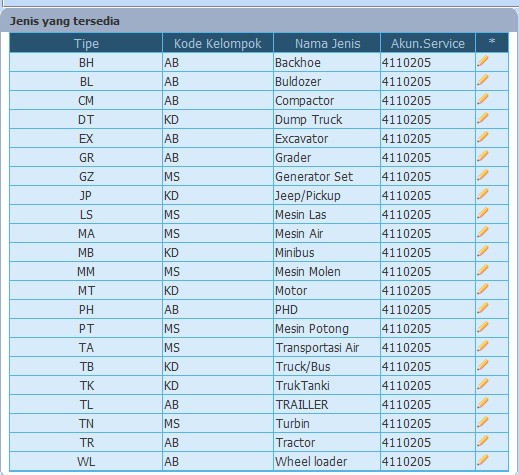 Jenis yang tersedia
Tipe Kode Kelompok Nama Jenis Akun.Service *
BH AB Backhoe 4110205
BL AB Buldozer 4110205
CM AB Compactor 4110205
DT KD Dump Truck 4110205
EX AB Excavator 4110205
GR AB Grader 4110205
GZ MS Generator Set 4110205
JP KD Jeep/Pickup 4110205
LS MS Mesin Las 4110205
MA MS Mesin Air 4110205
MB KD Minibus 4110205
MM MS Mesin Molen 4110205
MT KD Motor 4110205
PH AB PHD 4110205
PT MS Mesin Potong 4110205
TA MS Transportasi Air 4110205
TB KD Truck/Bus 4110205
TK KD TrukTanki 4110205
TL AB TRAILLER 4110205
TN MS Turbin 4110205
TR AB Tractor 4110205
WL AB Wheel loader 4110205